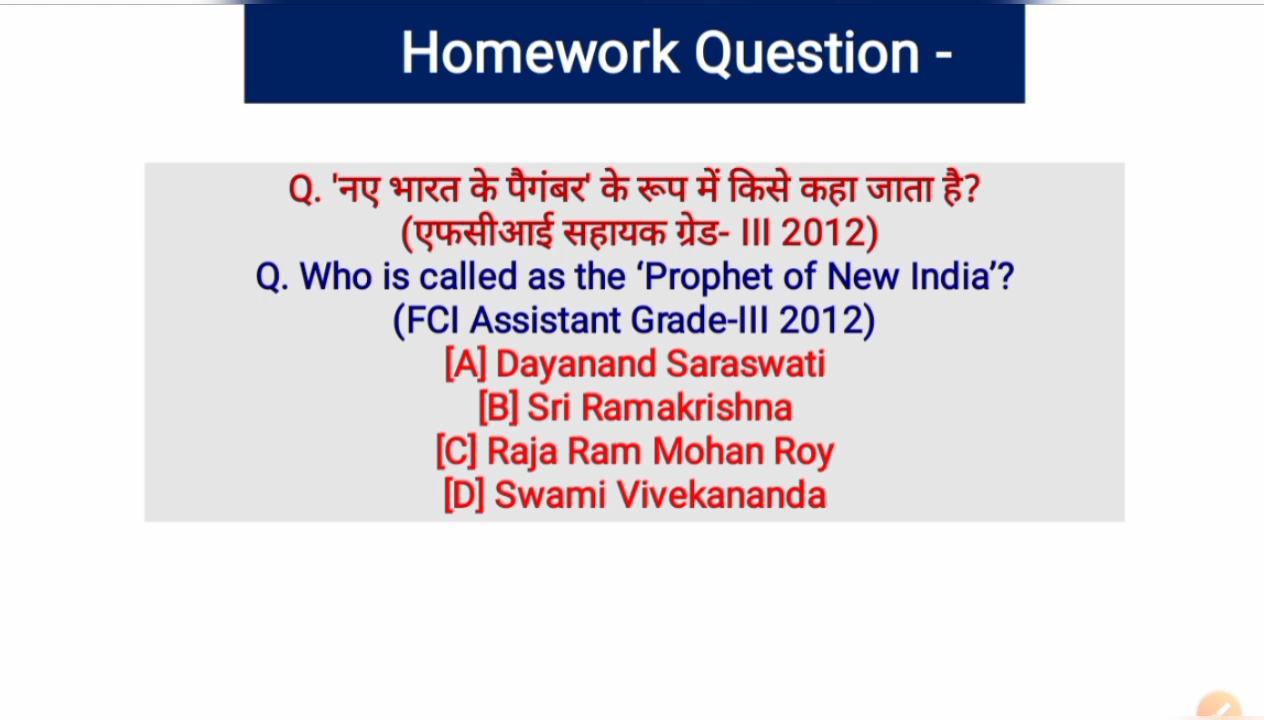 Homework Question -
Q. 'नए भारत के पैगंबर' के रूप में किसे कहा जाता है?
(एफसीआई सहायक ग्रेड- III 2012)
Q. Who is called as the ‘Prophet of New India’?
(FCI Assistant Grade-III 2012)
[A] Dayanand Saraswati
[B] Sri Ramakrishna
[C] Raja Ram Mohan Roy
[D] Swami Vivekananda